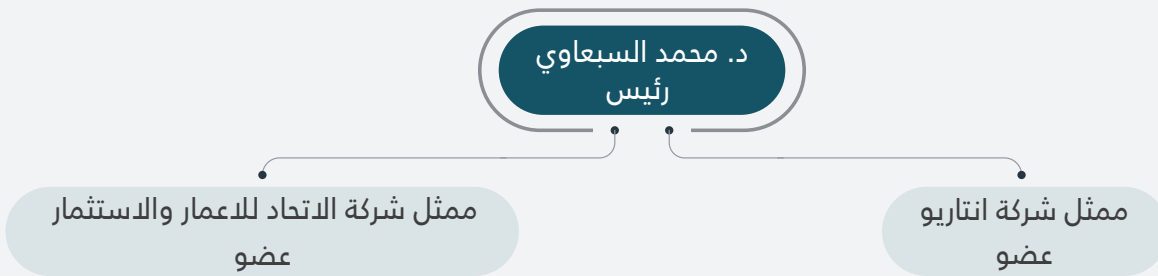 د. محمد السبعاوي
رئيس
ممثل شركة انتاريو
عضو
ممثل شركة الاتحاد للاعمار والاستثمار
عضو